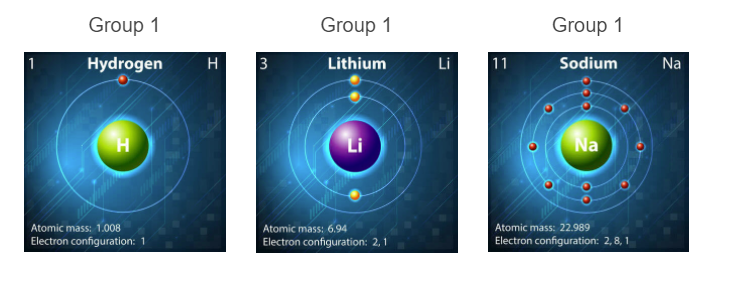 Group 1
Group 1
Group 1
1 Hydrogen H
H
Atomic mass: 1.008
Electron configuration: 1
3 Lithium Li
Li
Atomic mass: 6.94
Electron configuration: 2, 1
11 Sodium Na
Na
Atomic mass: 22.989
Electron configuration: 2, 8, 1